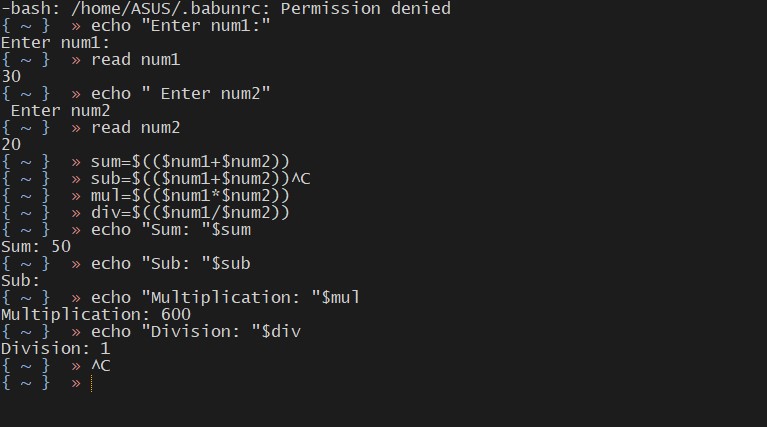 -bash: /home/ASUS/.babunrc: Permission denied
{ ~ }  » echo "Enter num1:"
Enter num1:
{ ~ }  » read num1
30
{ ~ }  » echo " Enter num2"
 Enter num2
{ ~ }  » read num2
20
{ ~ }  » sum=$(($num1+$num2))
{ ~ }  » sub=$(($num1+$num2))^C
{ ~ }  » mul=$(($num1*$num2))
{ ~ }  » div=$(($num1/$num2))
{ ~ }  » echo "Sum: "$sum
Sum: 50
{ ~ }  » echo "Sub: "$sub
Sub:
{ ~ }  » echo "Multiplication: "$mul
Multiplication: 600
{ ~ }  » echo "Division: "$div
Division: 1
{ ~ }  » ^C
{ ~ }  »